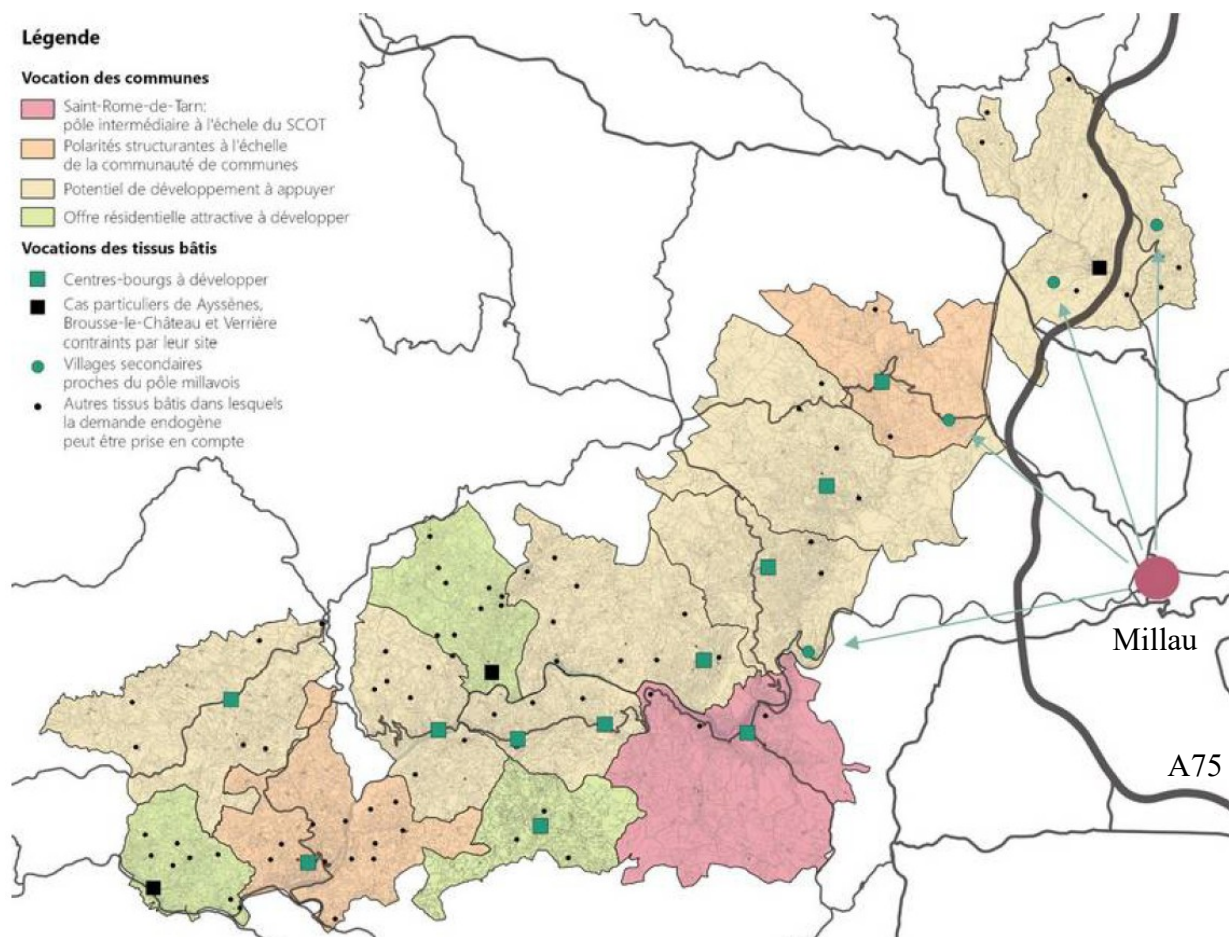 Légende
Vocation des communes
Saint-Rome-de-Tarn:
pôle intermédiaire à l'échele du SCOT
Polarités structurantes à l'échelle
de la communauté de communes
Potentiel de développement à appuyer
Offre résidentielle attractive à développer
Vocations des tissus bâtis
Centres-bourgs à développer
Cas particuliers de Ayssènes,
Brousse-le-Château et Verrière
contraints par leur site
Villages secondaires
proches du pôle millavois
Autres tissus bâtis dans lesquels
la demande endogène
peut être prise en compte
Millau
A75